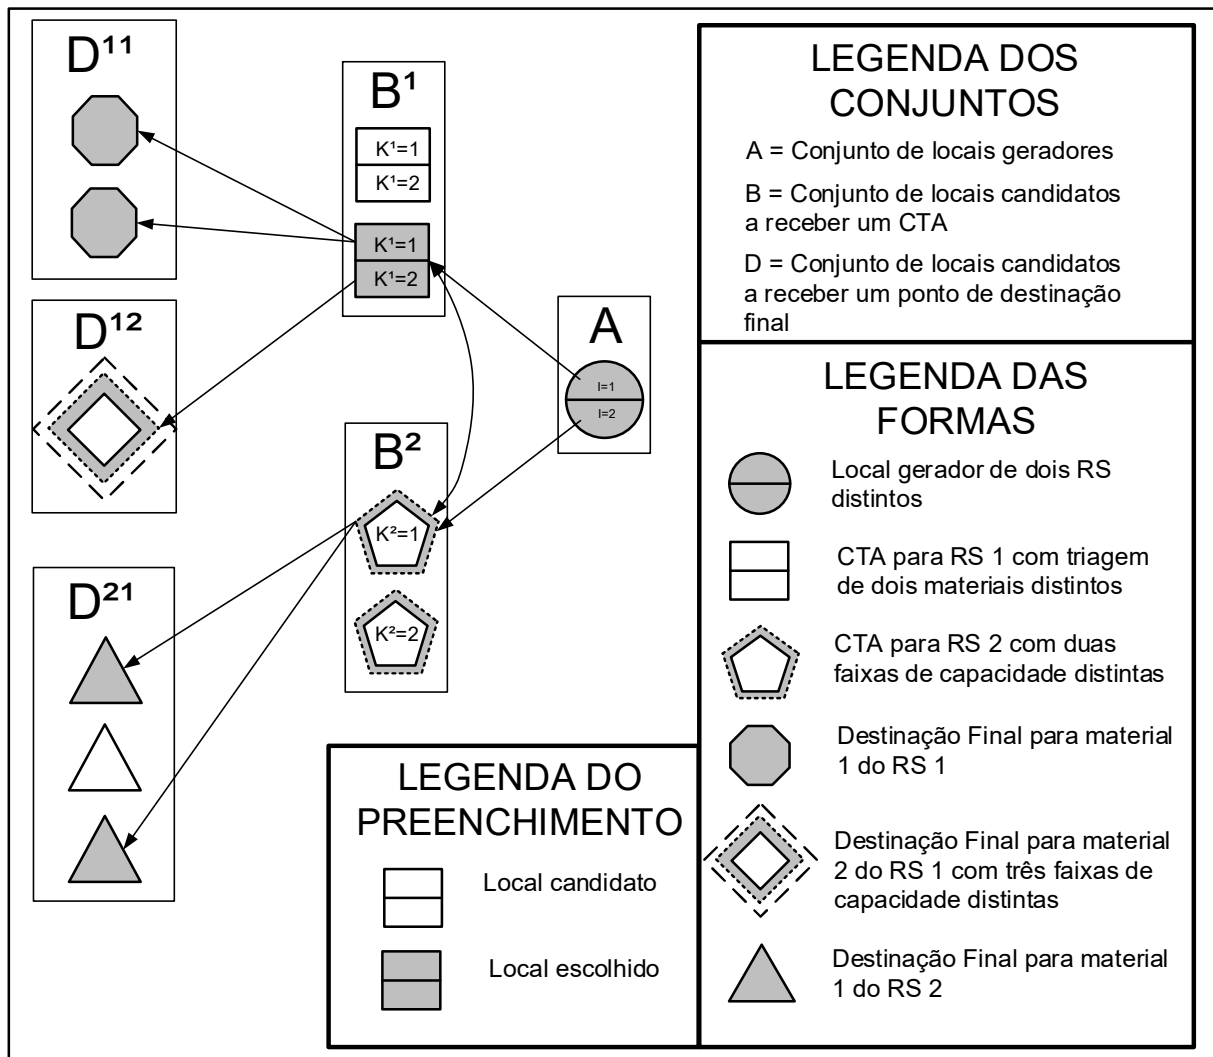 D¹¹
B¹
K¹=1
K¹=2
K¹=1
K¹=2
D¹²
A
I=1
I=2
B²
K²=1
K²=2
D²¹
LEGENDA DO
PREENCHIMENTO
Local candidato
Local escolhido
LEGENDA DOS
CONJUNTOS
A = Conjunto de locais geradores
B = Conjunto de locais candidatos
a receber um CTA
D = Conjunto de locais candidatos
a receber um ponto de destinação
final
LEGENDA DAS
FORMAS
Local gerador de dois RS
distintos
CTA para RS 1 com triagem
de dois materiais distintos
CTA para RS 2 com duas
faixas de capacidade distintas
Destinação Final para material
1 do RS 1
Destinação Final para material
2 do RS 1 com três faixas de
capacidade distintas
Destinação Final para material
1 do RS 2